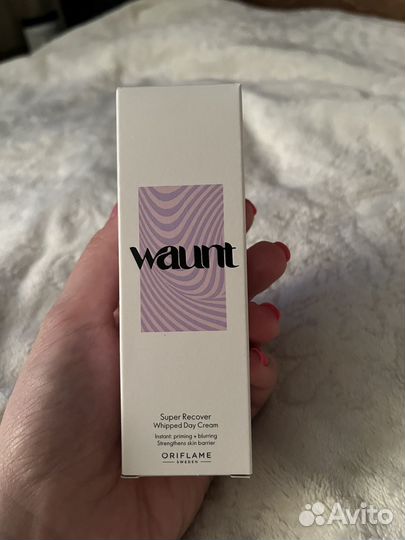 waunt
Super Recover
Whipped Day Cream
Instant: priming + blurring
Strengthens skin barrier
ORIFLAME
SWEDEN
Avito